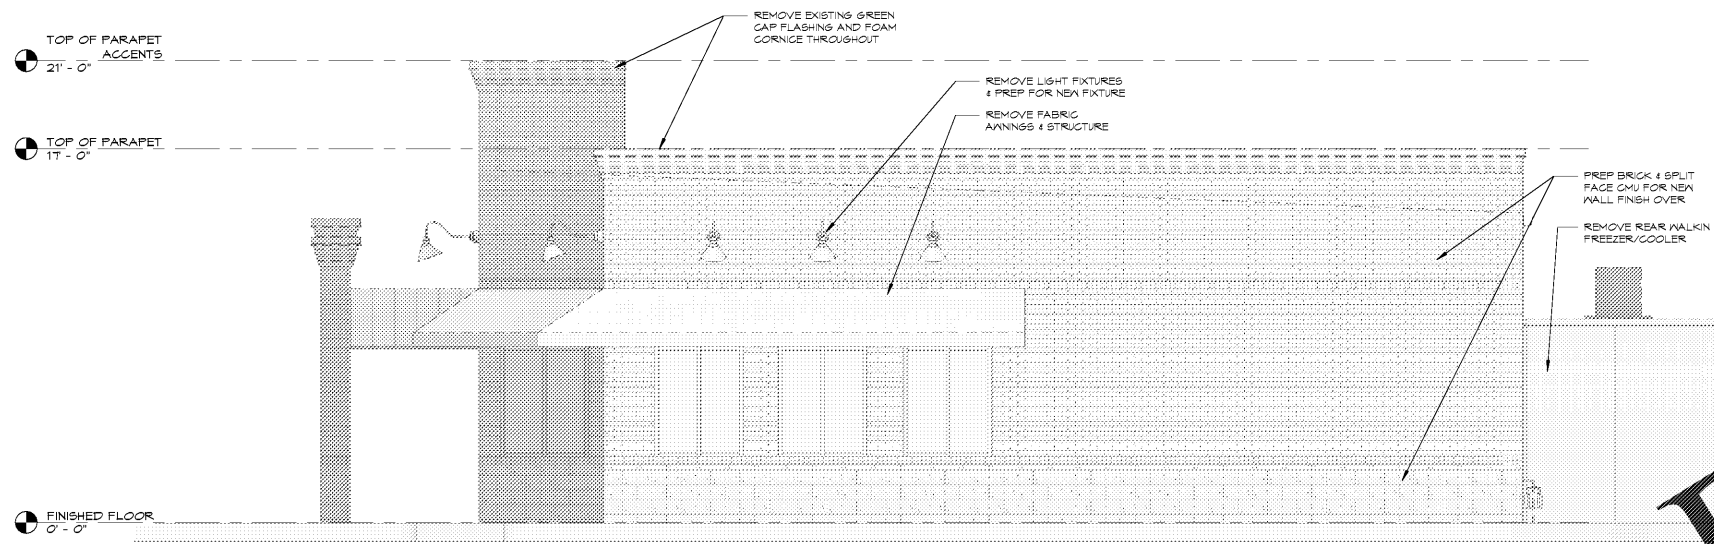 TOP OF PARAPET
ACCENTS
21' - 0"
TOP OF PARAPET
17' - 0"
FINISHED FLOOR
0' - 0"
REMOVE EXISTING GREEN
CAP FLASHING AND FOAM
CORNICE THROUGHOUT
REMOVE LIGHT FIXTURES
& PREP FOR NEW FIXTURE
REMOVE FABRIC
AWNINGS & STRUCTURE
PREP BRICK & SPLIT
FACE CMU FOR NEW
WALL FINISH OVER
REMOVE REAR WALKIN
FREEZER/COOLER